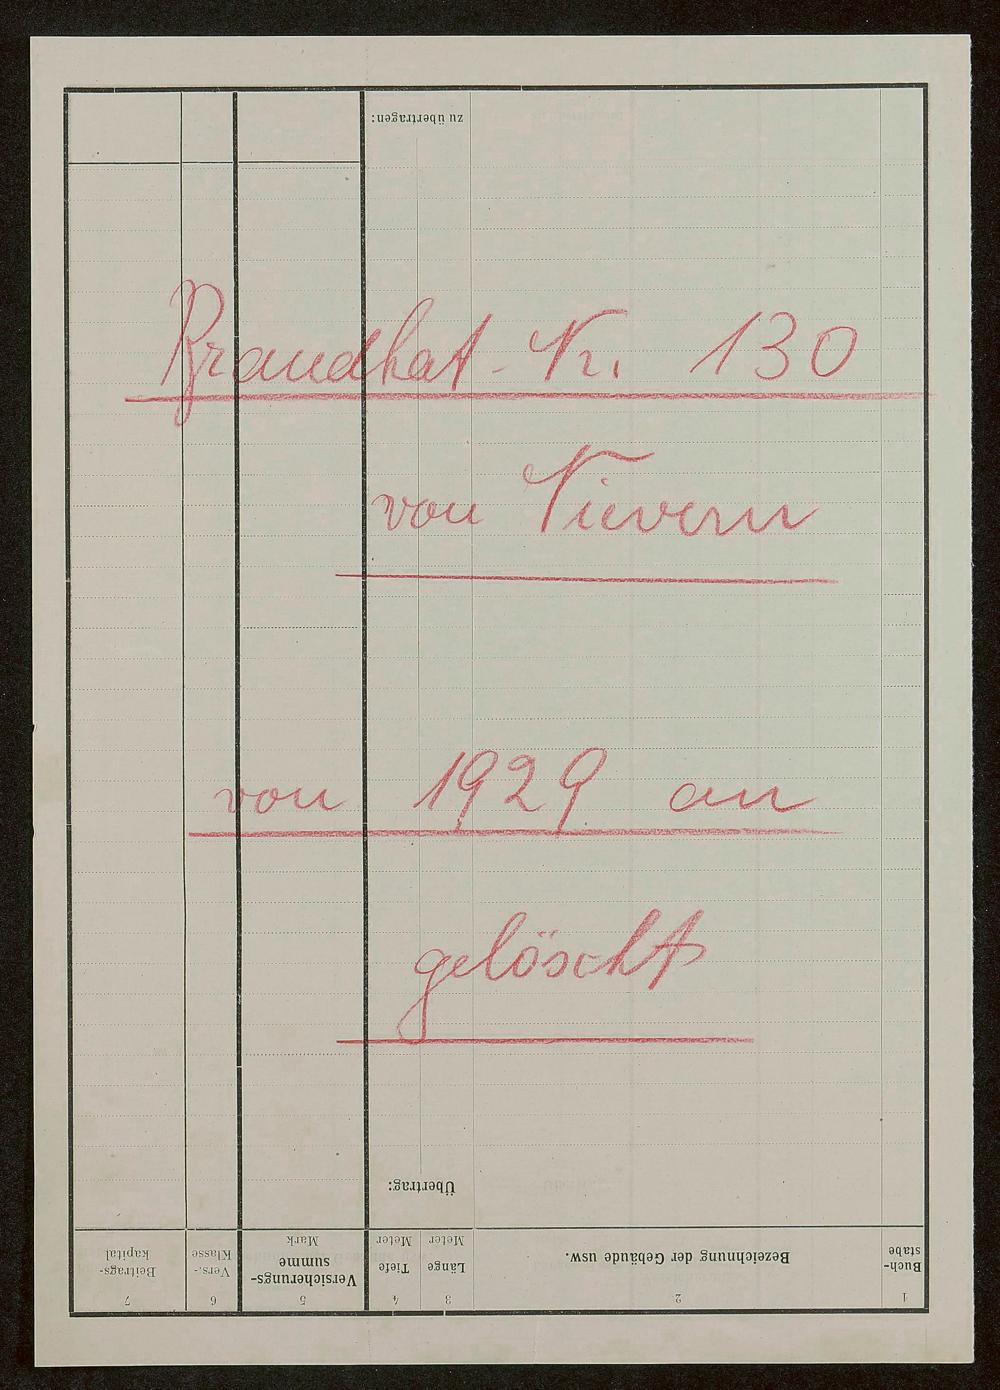 zu übertragen:
Brandkat.-Nr. 130
von Nievern
von 1929 an
gelöscht
Übertrag:
1 2 3 4 5 6 7
Buch-
stabe
Bezeichnung der Gebäude usw.
Länge
Meter
Tiefe
Meter
Versicherungs-
summe
Mark
Vers.-
Klasse
Beitrags-
kapital